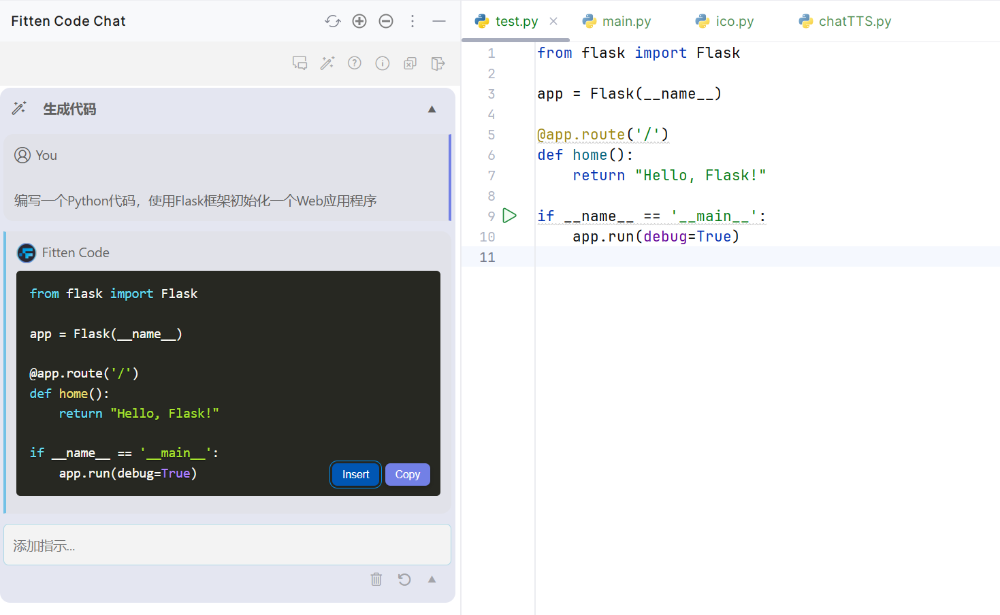 Fitten Code Chat
生成代码
You
编写一个Python代码，使用Flask框架初始化一个Web应用程序
Fitten Code
from flask import Flask
app = Flask(__name__)
@app.route('/')
def home():
    return "Hello, Flask!"
if __name__ == '__main__':
    app.run(debug=True)
Insert
Copy
添加指示...
test.py
main.py
ico.py
chatTTS.py
1 from flask import Flask
2
3 app = Flask(__name__)
4
5 @app.route('/')
6 def home():
7     return "Hello, Flask!"
8
9 if __name__ == '__main__':
10     app.run(debug=True)
11